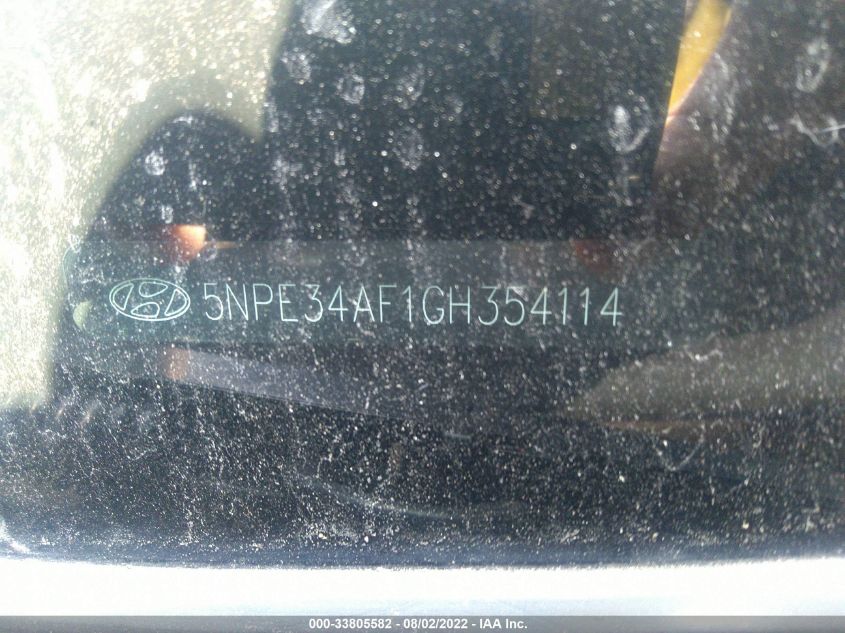 5NPE34AF1GH354114
000-33805582 - 08/02/2022 - IAA Inc.